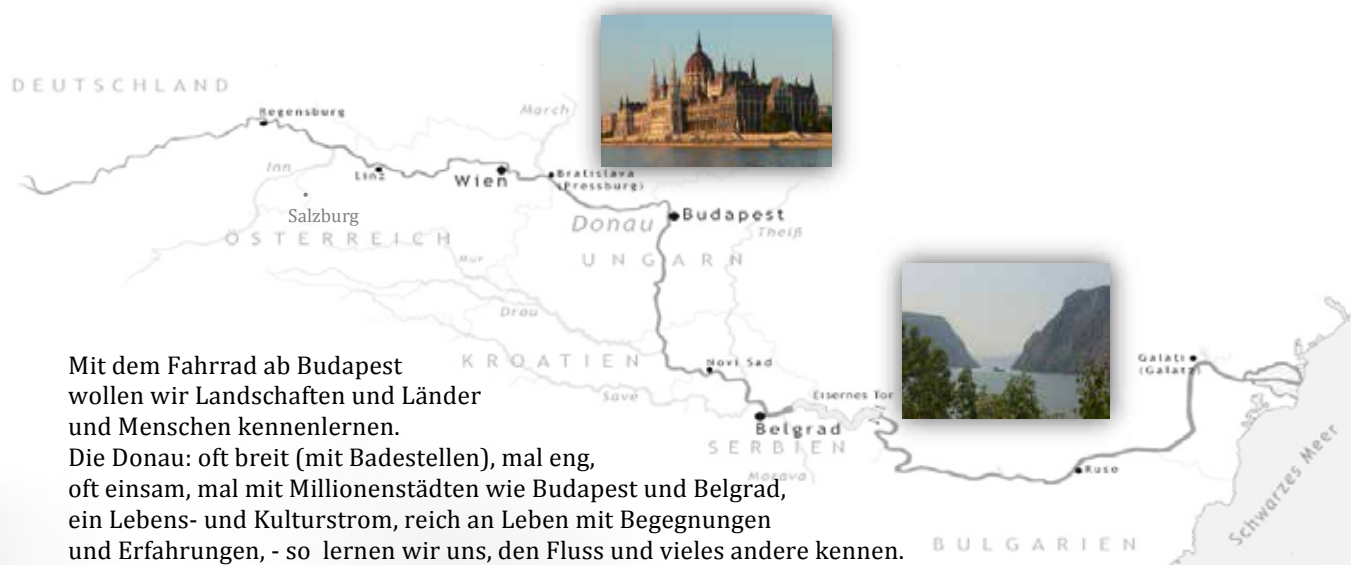 DEUTSCHLAND
Regensburg
March
Inn
Linz
Wien
Bratislava
(Pressburg)
Salzburg
Donau
Budapest
Theiß
ÖSTERREICH
UNGARN
Mur
Drau
KROATIEN
Novi Sad
Save
Eisernes Tor
Galati
(Galatz)
Belgrad
SERBIEN
Morava
Ruse
Schwarzes Meer
BULGARIEN
Mit dem Fahrrad ab Budapest
wollen wir Landschaften und Länder
und Menschen kennenlernen.
Die Donau: oft breit (mit Badestellen), mal eng,
oft einsam, mal mit Millionenstädten wie Budapest und Belgrad,
ein Lebens- und Kulturstrom, reich an Leben mit Begegnungen
und Erfahrungen, - so lernen wir uns, den Fluss und vieles andere kennen.